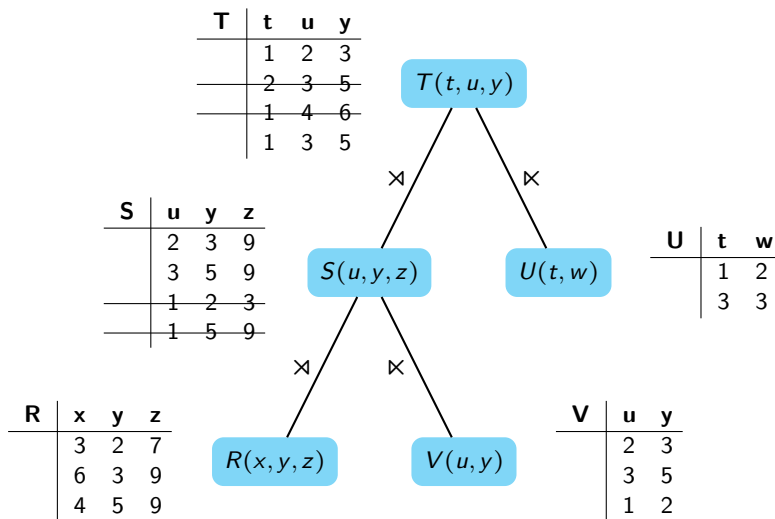 T t u y
1 2 3
2 3 5
1 4 6
1 3 5
T(t, u, y)
⋊ ⋉
S u y z
2 3 9
3 5 9
1 2 3
1 5 9
S(u, y, z)
U(t, w)
U t w
1 2
3 3
⋊ ⋉
R x y z
3 2 7
6 3 9
4 5 9
R(x, y, z)
V(u, y)
V u y
2 3
3 5
1 2